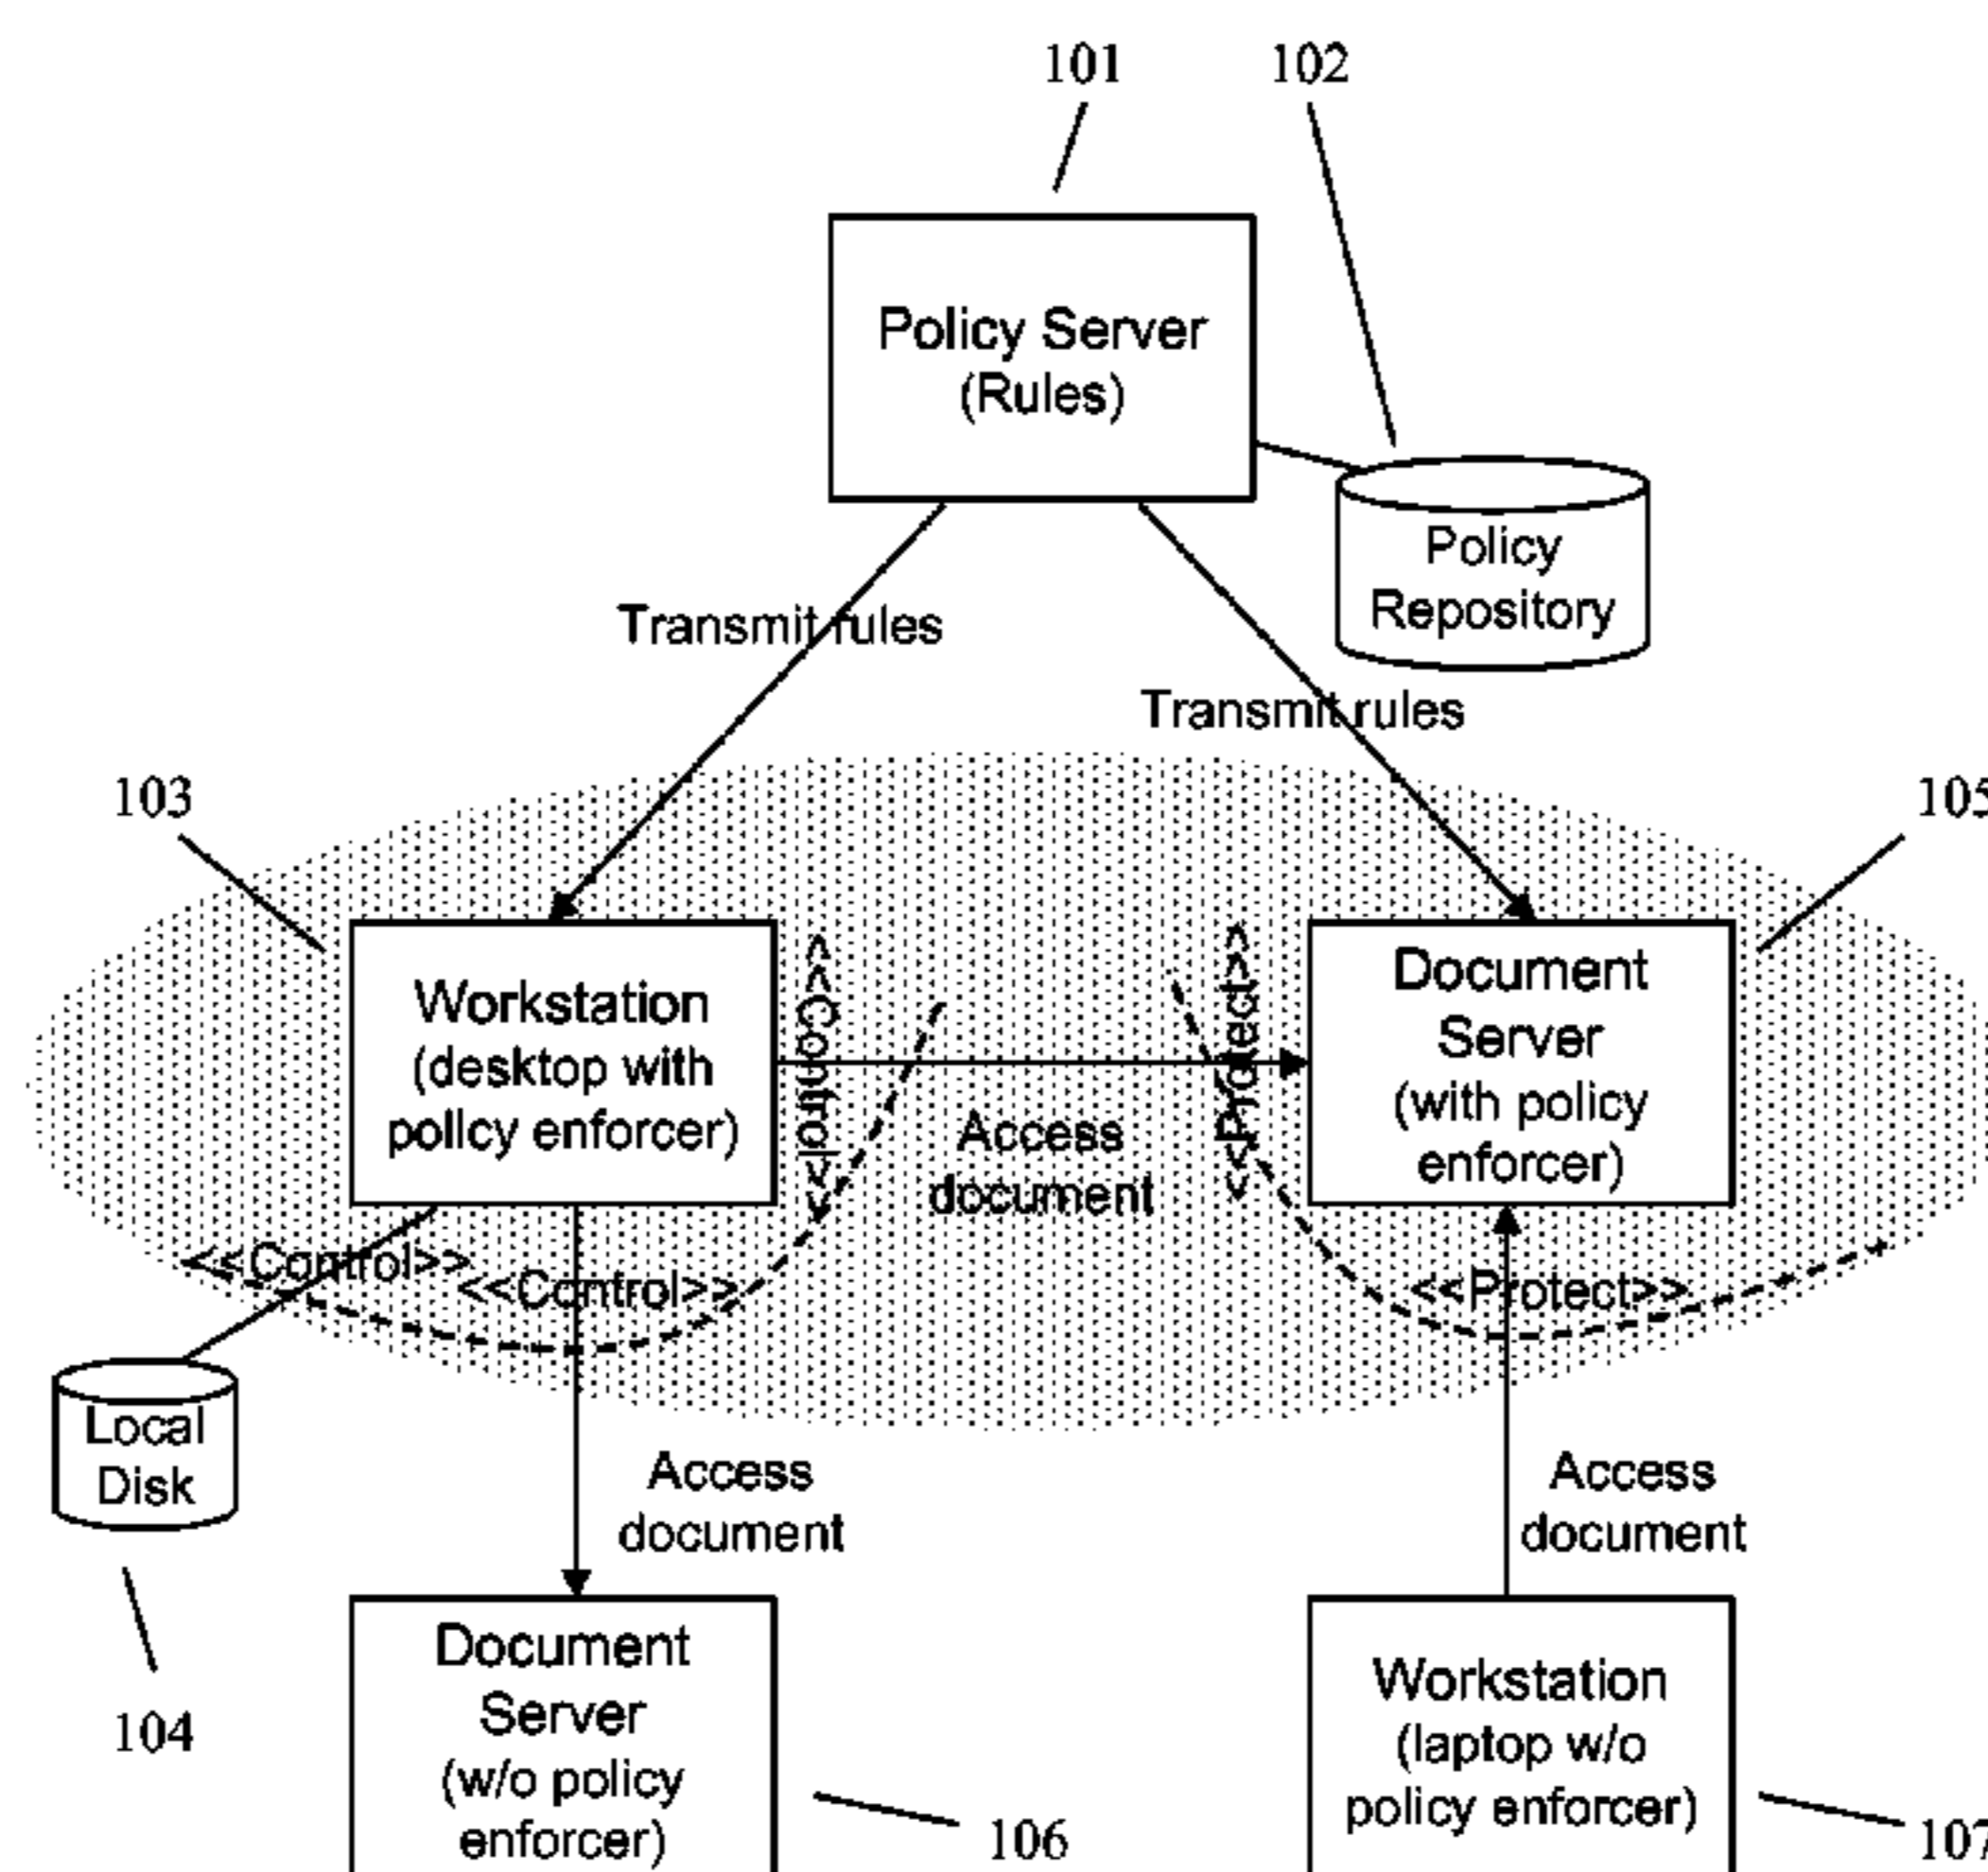 101
102
Policy Server
(Rules)
Policy
Repository
Transmit rules
Transmit rules
103
105
Workstation
(desktop with
policy enforcer)
<<Control>>
Access
document
<<Protect>>
Document
Server
(with policy
enforcer)
<<Control>>
<<Control>>
<<Protect>>
Local
Disk
Access
document
Access
document
104
Document
Server
(w/o policy
enforcer)
106
Workstation
(laptop w/o
policy enforcer)
107